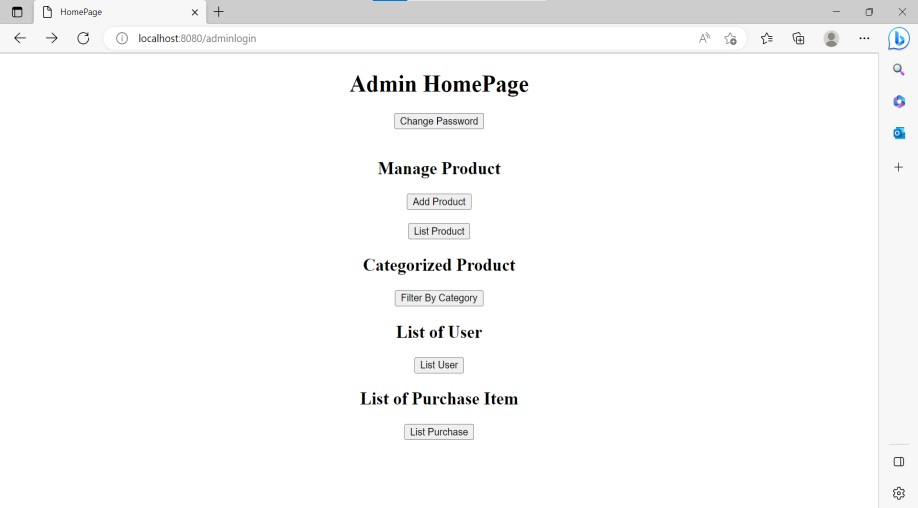 HomePage
localhost:8080/adminlogin
Admin HomePage
Change Password
Manage Product
Add Product
List Product
Categorized Product
Filter By Category
List of User
List User
List of Purchase Item
List Purchase